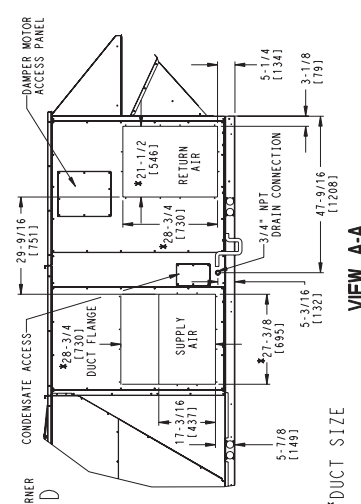 RNER
D
CONDENSATE ACCESS
DAMPER MOTOR
ACCESS PANEL
29-9/16
[751]
*28-3/4
[730]
DUCT FLANGE
*21-1/2
[546]
*28-3/4
[730]
RETURN
AIR
SUPPLY
AIR
17-3/16
[437]
3/4" NPT
DRAIN CONNECTION
5-1/4
[134]
3-1/8
[79]
47-9/16
[1208]
5-3/16
[132]
*27-3/8
[695]
5-7/8
[149]
VIEW A-A
*DUCT SIZE